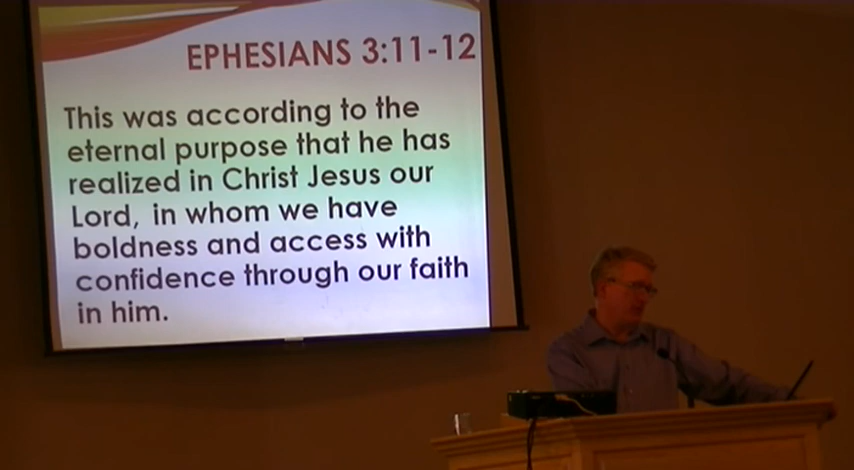 EPHESIANS 3:11-12
This was according to the
eternal purpose that he has
realized in Christ Jesus our
Lord, in whom we have
boldness and access with
confidence through our faith
in him.